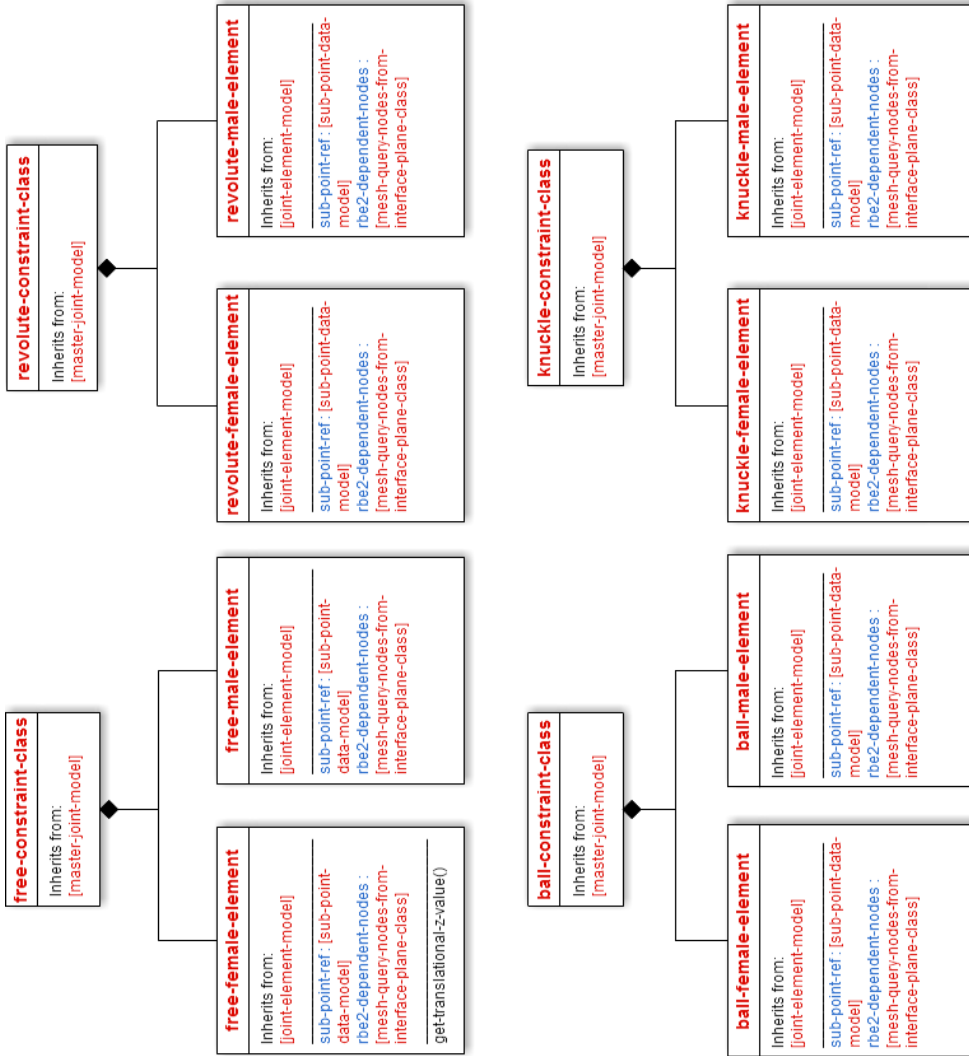 free-constraint-class
Inherits from:
[master-joint-model]
free-female-element
Inherits from:
[joint-element-model]
sub-point-ref : [sub-point-
data-model]
rbe2-dependent-nodes :
[mesh-query-nodes-from-
interface-plane-class]
get-translational-z-value()
free-male-element
Inherits from:
[joint-element-model]
sub-point-ref : [sub-point-
data-model]
rbe2-dependent-nodes :
[mesh-query-nodes-from-
interface-plane-class]
revolute-constraint-class
Inherits from:
[master-joint-model]
revolute-female-element
Inherits from:
[joint-element-model]
sub-point-ref : [sub-point-data-
model]
rbe2-dependent-nodes :
[mesh-query-nodes-from-
interface-plane-class]
revolute-male-element
Inherits from:
[joint-element-model]
sub-point-ref : [sub-point-data-
model]
rbe2-dependent-nodes :
[mesh-query-nodes-from-
interface-plane-class]
ball-constraint-class
Inherits from:
[master-joint-model]
ball-female-element
Inherits from:
[joint-element-model]
sub-point-ref : [sub-point-data-
model]
rbe2-dependent-nodes :
[mesh-query-nodes-from-
interface-plane-class]
ball-male-element
Inherits from:
[joint-element-model]
sub-point-ref : [sub-point-data-
model]
rbe2-dependent-nodes :
[mesh-query-nodes-from-
interface-plane-class]
knuckle-constraint-class
Inherits from:
[master-joint-model]
knuckle-female-element
Inherits from:
[joint-element-model]
sub-point-ref : [sub-point-data-
model]
rbe2-dependent-nodes :
[mesh-query-nodes-from-
interface-plane-class]
knuckle-male-element
Inherits from:
[joint-element-model]
sub-point-ref : [sub-point-data-
model]
rbe2-dependent-nodes :
[mesh-query-nodes-from-
interface-plane-class]